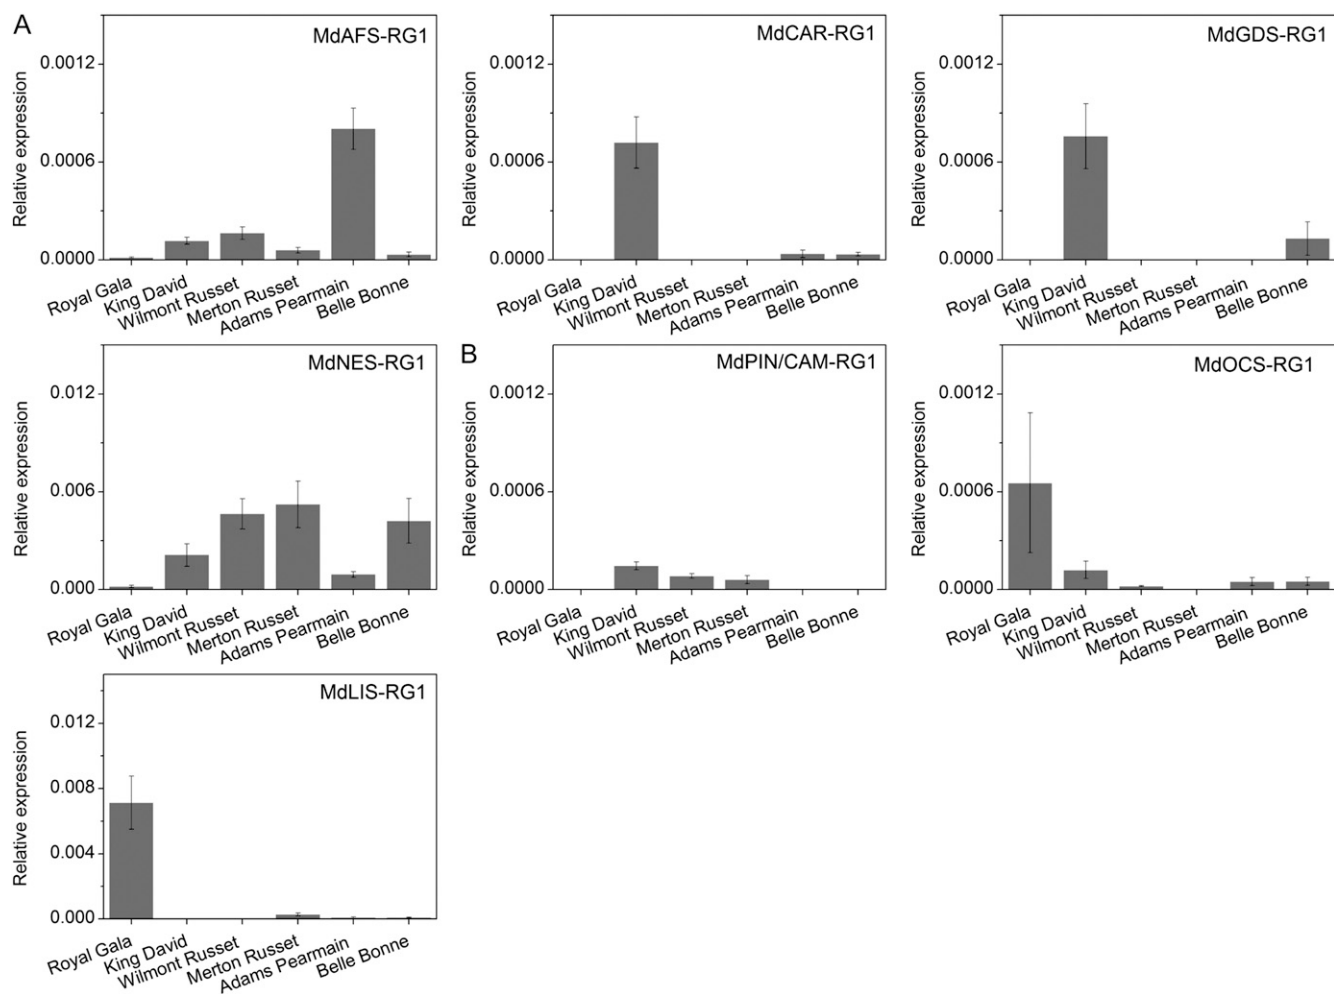 A
MdAFS-RG1
Relative expression
0.0012
0.0006
0.0000
Royal Gala
King David
Wilmont Russet
Merton Russet
Adams Pearmain
Belle Bonne
MdCAR-RG1
Relative expression
0.0012
0.0006
0.0000
Royal Gala
King David
Wilmont Russet
Merton Russet
Adams Pearmain
Belle Bonne
MdGDS-RG1
Relative expression
0.0012
0.0006
0.0000
Royal Gala
King David
Wilmont Russet
Merton Russet
Adams Pearmain
Belle Bonne
MdNES-RG1
Relative expression
0.012
0.006
0.000
Royal Gala
King David
Wilmont Russet
Merton Russet
Adams Pearmain
Belle Bonne
B
MdPIN/CAM-RG1
Relative expression
0.0012
0.0006
0.0000
Royal Gala
King David
Wilmont Russet
Merton Russet
Adams Pearmain
Belle Bonne
MdOCS-RG1
Relative expression
0.0012
0.0006
0.0000
Royal Gala
King David
Wilmont Russet
Merton Russet
Adams Pearmain
Belle Bonne
MdLIS-RG1
Relative expression
0.012
0.008
0.004
0.000
Royal Gala
King David
Wilmont Russet
Merton Russet
Adams Pearmain
Belle Bonne